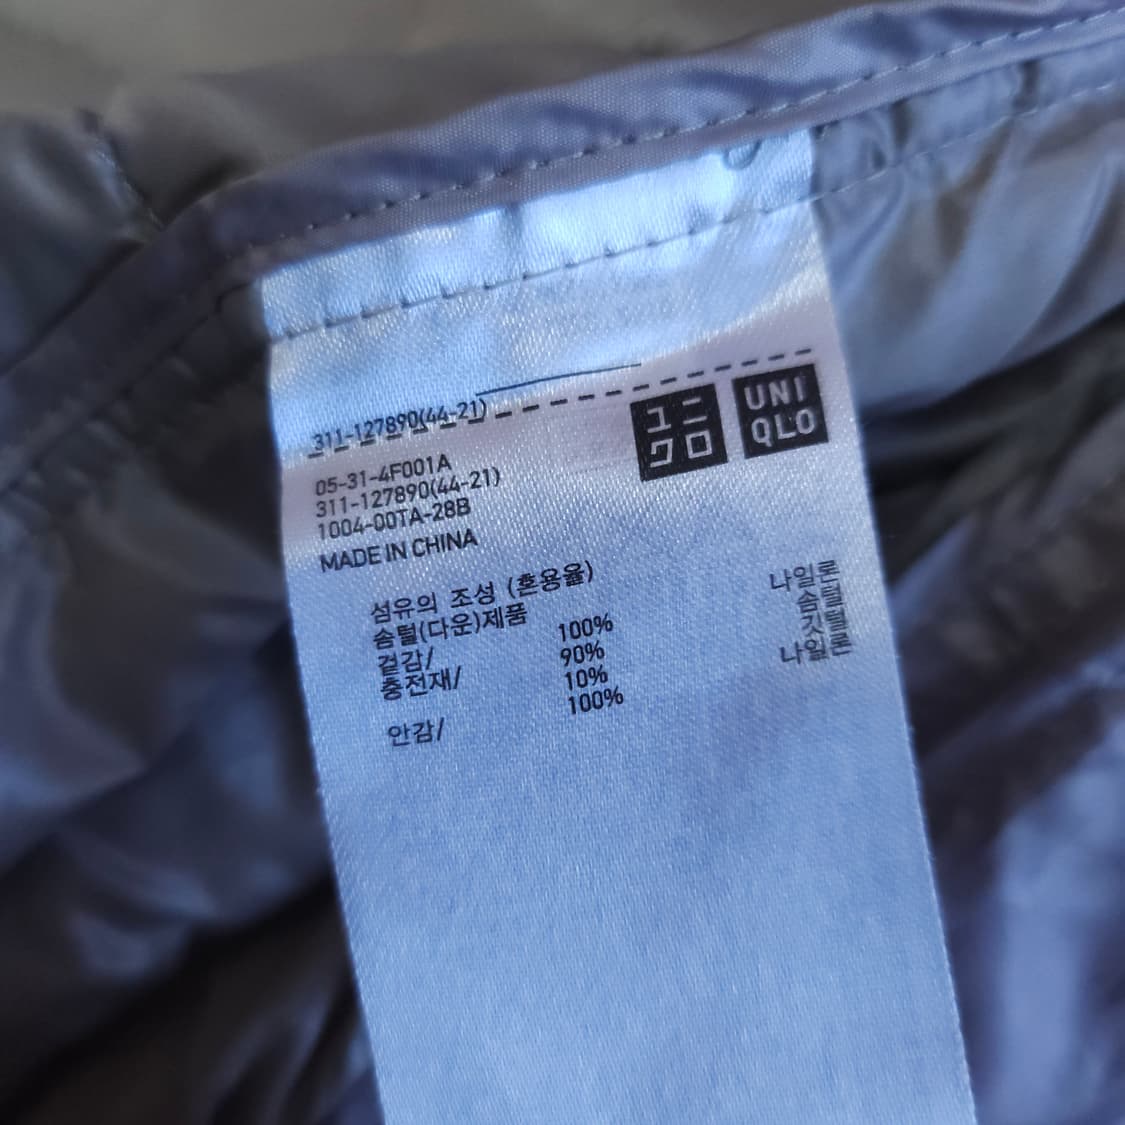 311-127890(44-21)
ユニ
クロ
UNI
QLO
05-31-4F001A
311-127890(44-21)
1004-00TA-28B
MADE IN CHINA
섬유의 조성 (혼용율)
솜털(다운)제품
겉감/ 100% 나일론
충전재/ 90% 솜털
10% 깃털
안감/ 100% 나일론